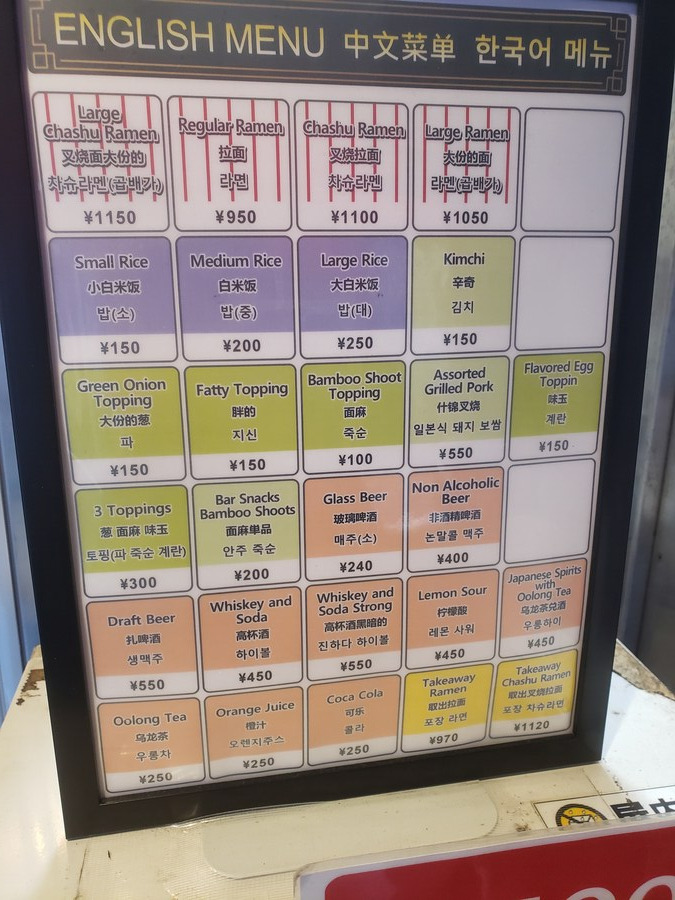 ENGLISH MENU 中文菜单 한국어 메뉴
Large
Chashu Ramen
叉烧面大份的
챠슈라멘(곱배기)
¥1150
Regular Ramen
拉面
라면
¥950
Chashu Ramen
叉烧拉面
챠슈라멘
¥1100
Large Ramen
大份的面
라멘(곱배기)
¥1050
Small Rice
小白米饭
밥(소)
¥150
Medium Rice
白米饭
밥(중)
¥200
Large Rice
大白米饭
밥(대)
¥250
Kimchi
辛奇
김치
¥150
Green Onion
Topping
大份的葱
파
¥150
Fatty Topping
胖的
지신
¥150
Bamboo Shoot
Topping
面麻
죽순
¥100
Assorted
Grilled Pork
什锦叉烧
일본식 돼지 보쌈
¥550
Flavored Egg
Toppin
味玉
계란
¥150
3 Toppings
葱 面麻 味玉
토핑(파 죽순 계란)
¥300
Bar Snacks
Bamboo Shoots
面麻单品
안주 죽순
¥200
Glass Beer
玻璃啤酒
매주(소)
¥240
Non Alcoholic
Beer
非酒精啤酒
논말콜 맥주
¥400
Draft Beer
扎啤酒
생맥주
¥550
Whiskey and
Soda
高杯酒
하이볼
¥450
Whiskey and
Soda Strong
高杯酒黑暗的
진하다 하이볼
¥550
Lemon Sour
柠檬酸
레몬 사워
¥450
Japanese Spirits
with
Oolong Tea
乌龙茶兑酒
우롱하이
¥450
Oolong Tea
乌龙茶
우롱차
¥250
Orange Juice
橙汁
오렌지주스
¥250
Coca Cola
可乐
콜라
¥250
Takeaway
Ramen
取出拉面
포장 라면
¥970
Takeaway
Chashu Ramen
取出叉烧拉面
포장 챠슈라면
¥1120